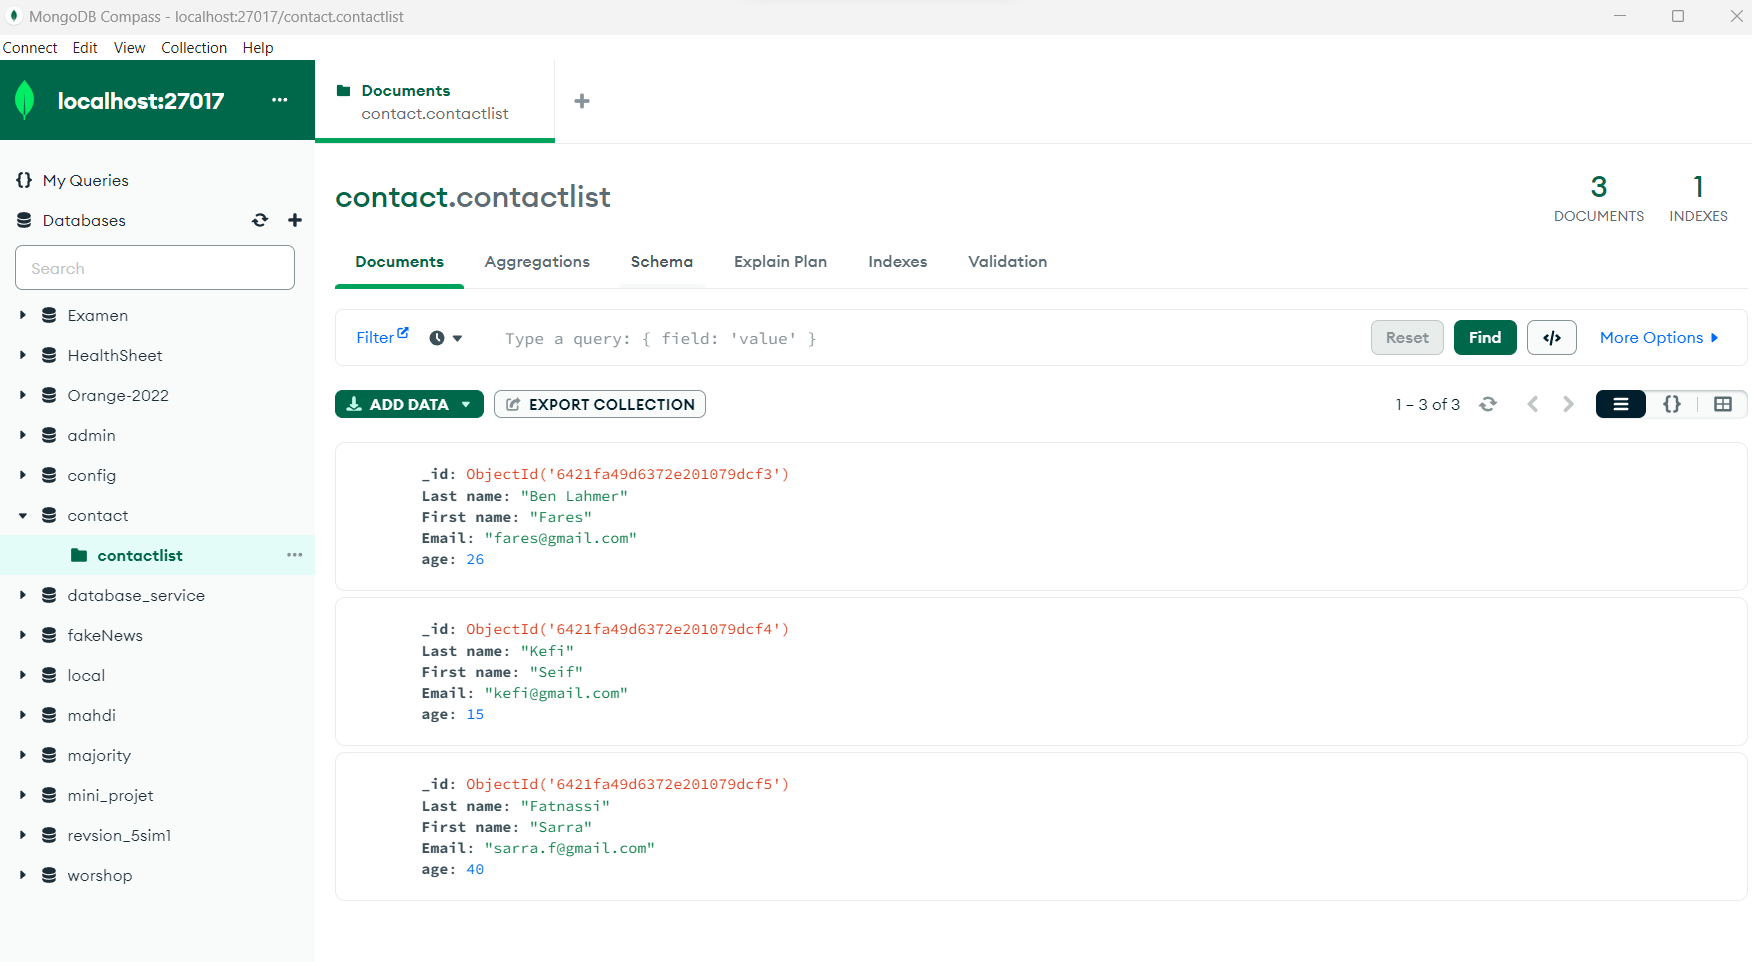 MongoDB Compass - localhost:27017/contact.contactlist
Connect Edit View Collection Help
localhost:27017 ...
Documents
contact.contactlist
+
{} My Queries
Databases
Search
Examen
HealthSheet
Orange-2022
admin
config
contact
contactlist ...
database_service
fakeNews
local
mahdi
majority
mini_projet
revsion_5sim1
worshop
contact.contactlist
3
DOCUMENTS
1
INDEXES
Documents Aggregations Schema Explain Plan Indexes Validation
Filter Type a query: { field: 'value' } Reset Find </> More Options
ADD DATA EXPORT COLLECTION 1 – 3 of 3 {}
_id: ObjectId('6421fa49d6372e201079dcf3')
Last name: "Ben Lahmer"
First name: "Fares"
Email: "fares@gmail.com"
age: 26
_id: ObjectId('6421fa49d6372e201079dcf4')
Last name: "Kefi"
First name: "Seif"
Email: "kefi@gmail.com"
age: 15
_id: ObjectId('6421fa49d6372e201079dcf5')
Last name: "Fatnassi"
First name: "Sarra"
Email: "sarra.f@gmail.com"
age: 40